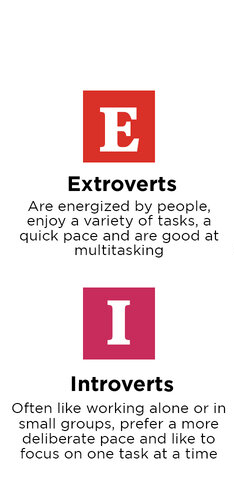 E
Extroverts
Are energized by people,
enjoy a variety of tasks, a
quick pace and are good at
multitasking
I
Introverts
Often like working alone or in
small groups, prefer a more
deliberate pace and like to
focus on one task at a time